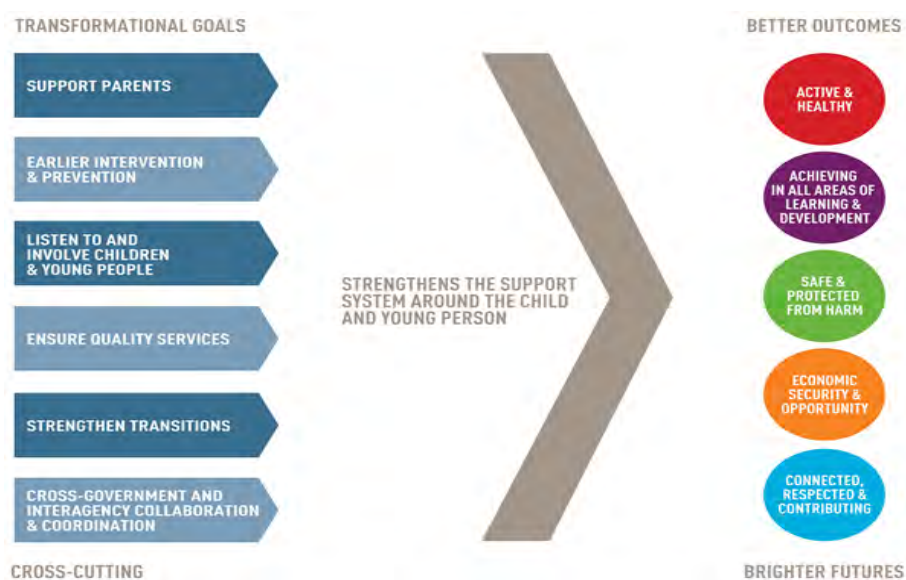 TRANSFORMATIONAL GOALS
SUPPORT PARENTS
EARLIER INTERVENTION
& PREVENTION
LISTEN TO AND
INVOLVE CHILDREN
& YOUNG PEOPLE
ENSURE QUALITY SERVICES
STRENGTHEN TRANSITIONS
CROSS-GOVERNMENT AND
INTERAGENCY COLLABORATION
& COORDINATION
CROSS-CUTTING
STRENGTHENS THE SUPPORT
SYSTEM AROUND THE CHILD
AND YOUNG PERSON
BETTER OUTCOMES
ACTIVE &
HEALTHY
ACHIEVING
IN ALL AREAS OF
LEARNING &
DEVELOPMENT
SAFE &
PROTECTED
FROM HARM
ECONOMIC
SECURITY &
OPPORTUNITY
CONNECTED,
RESPECTED &
CONTRIBUTING
BRIGHTER FUTURES